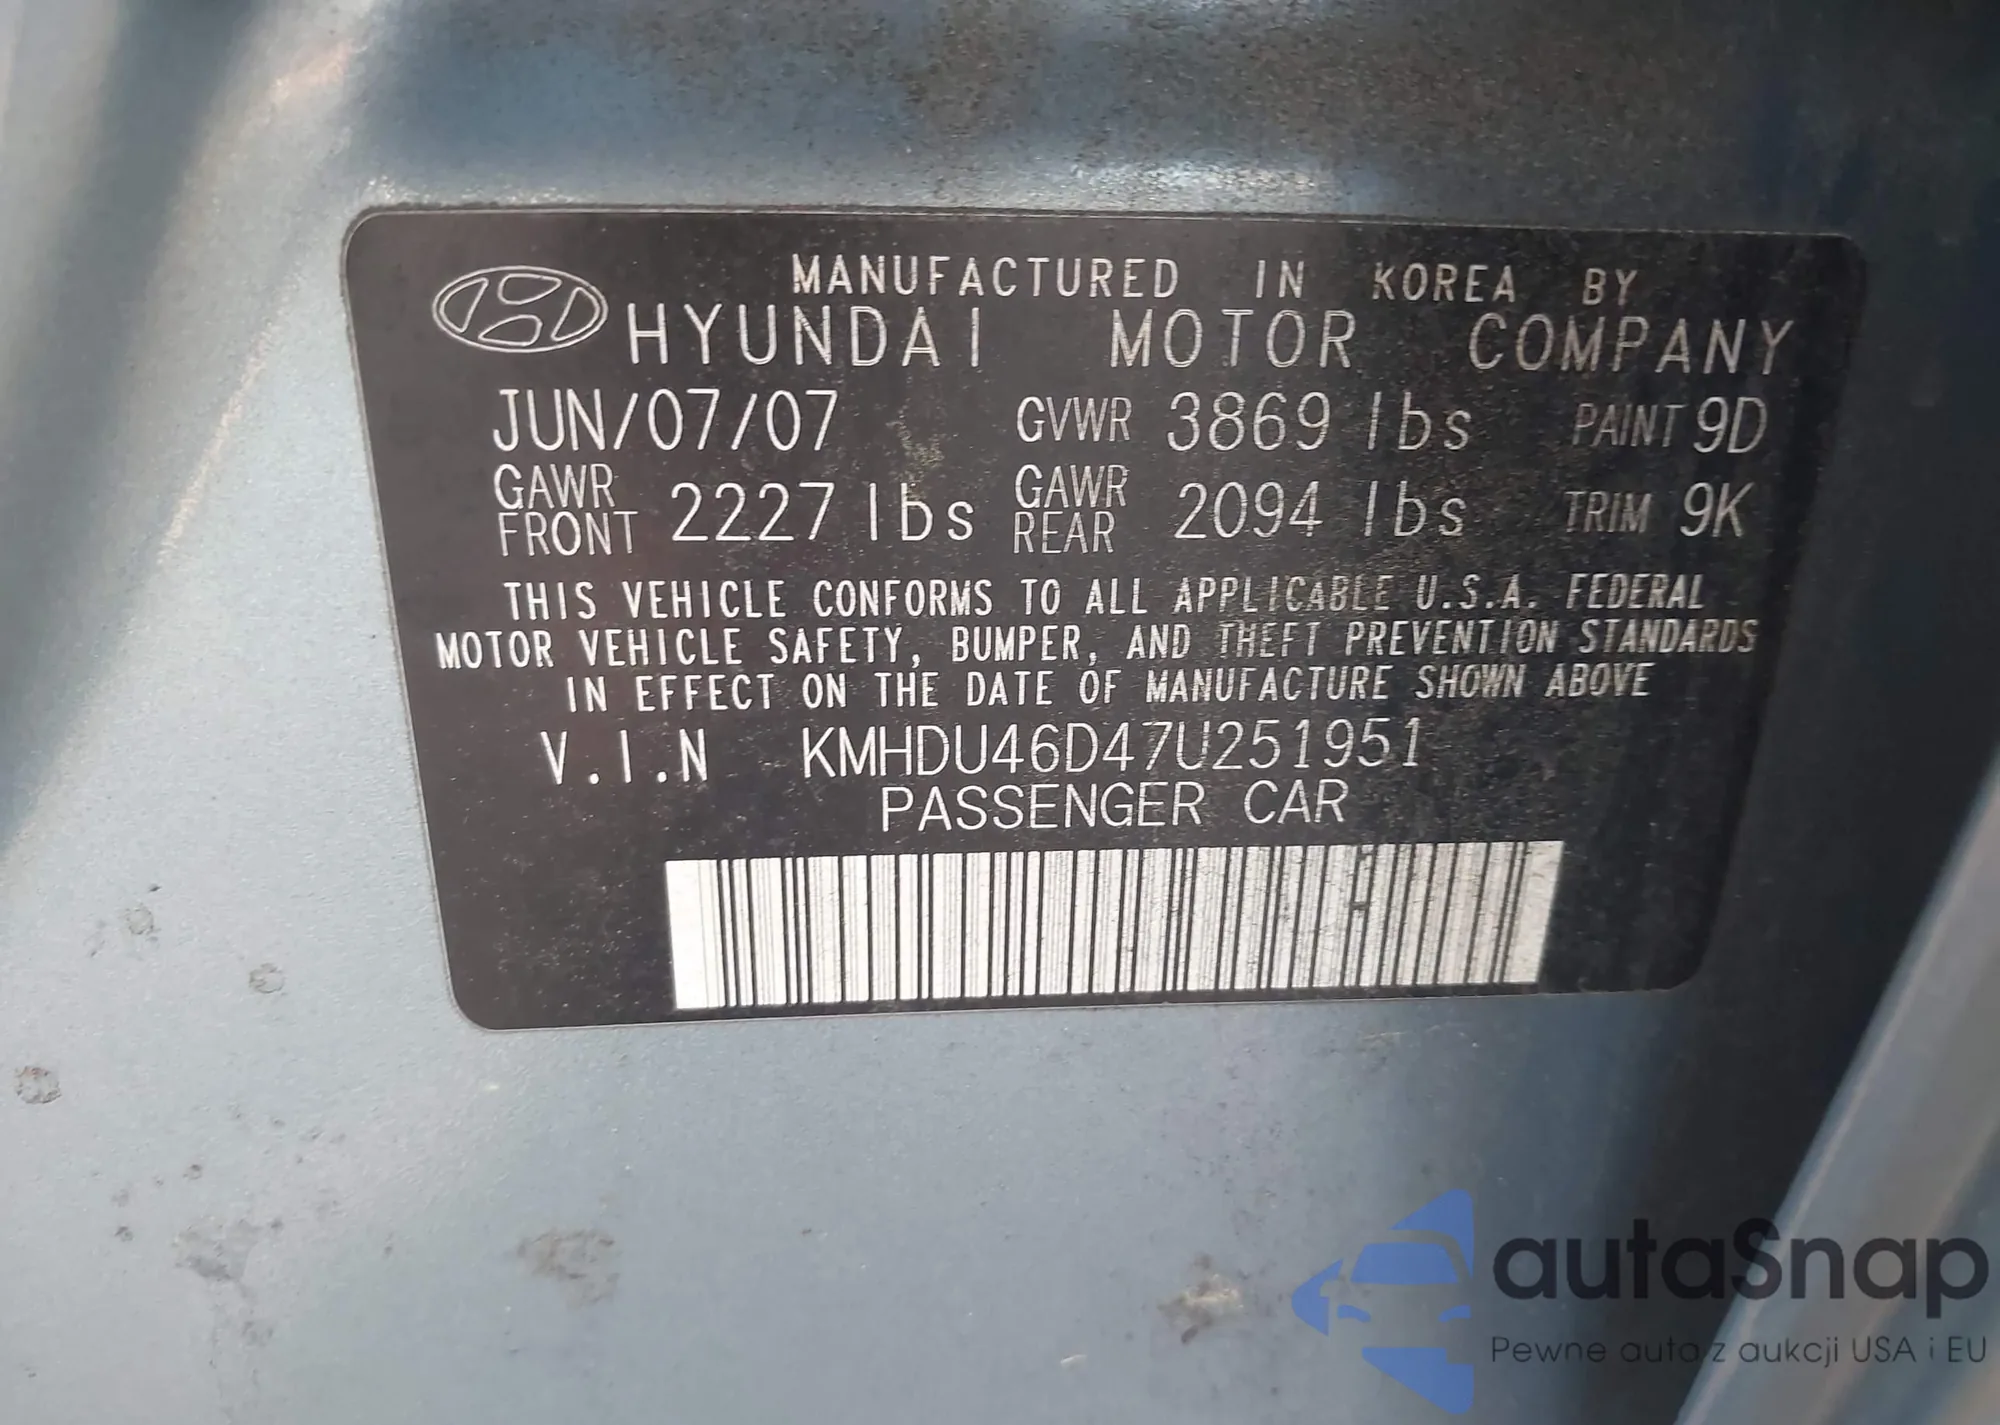 MANUFACTURED IN KOREA BY
HYUNDAI MOTOR COMPANY
JUN/07/07 GVWR 3869 lbs PAINT 9D
GAWR FRONT 2227 lbs GAWR REAR 2094 lbs TRIM 9K
THIS VEHICLE CONFORMS TO ALL APPLICABLE U.S.A. FEDERAL
MOTOR VEHICLE SAFETY, BUMPER, AND THEFT PREVENTION STANDARDS
IN EFFECT ON THE DATE OF MANUFACTURE SHOWN ABOVE
V.I.N KMHDU46D47U251951
PASSENGER CAR
autaSnap
Pewne auta z aukcji USA i EU